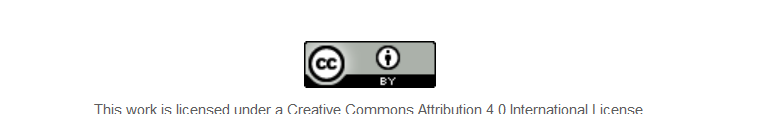 cc
BY
This work is licensed under a Creative Commons Attribution 4.0 International License